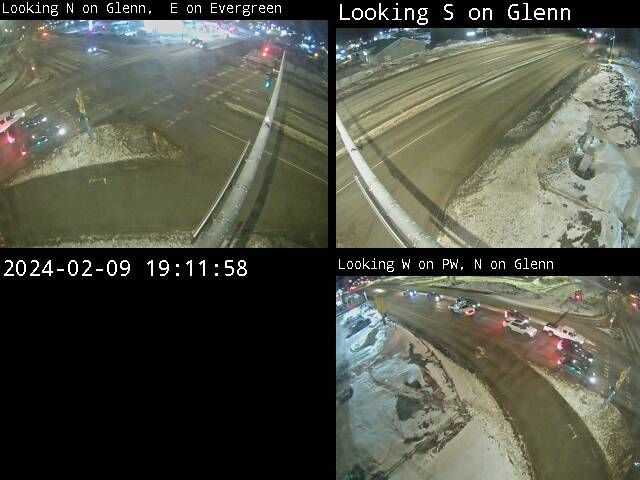 Looking N on Glenn,  E on Evergreen
Looking S on Glenn
2024-02-09 19:11:58
Looking W on PW, N on Glenn